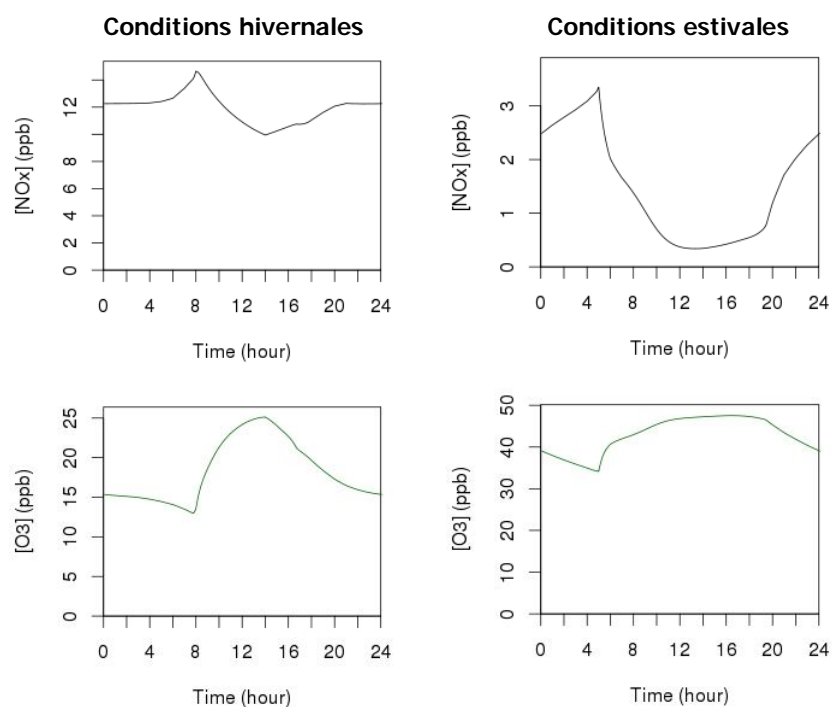 Conditions hivernales
Conditions estivales
[NOx] (ppb)
0 2 4 6 8 12
0 4 8 12 16 20 24
Time (hour)
[NOx] (ppb)
0 1 2 3
0 4 8 12 16 20 24
Time (hour)
[O3] (ppb)
0 5 10 15 20 25
0 4 8 12 16 20 24
Time (hour)
[O3] (ppb)
0 10 20 30 40 50
0 4 8 12 16 20 24
Time (hour)